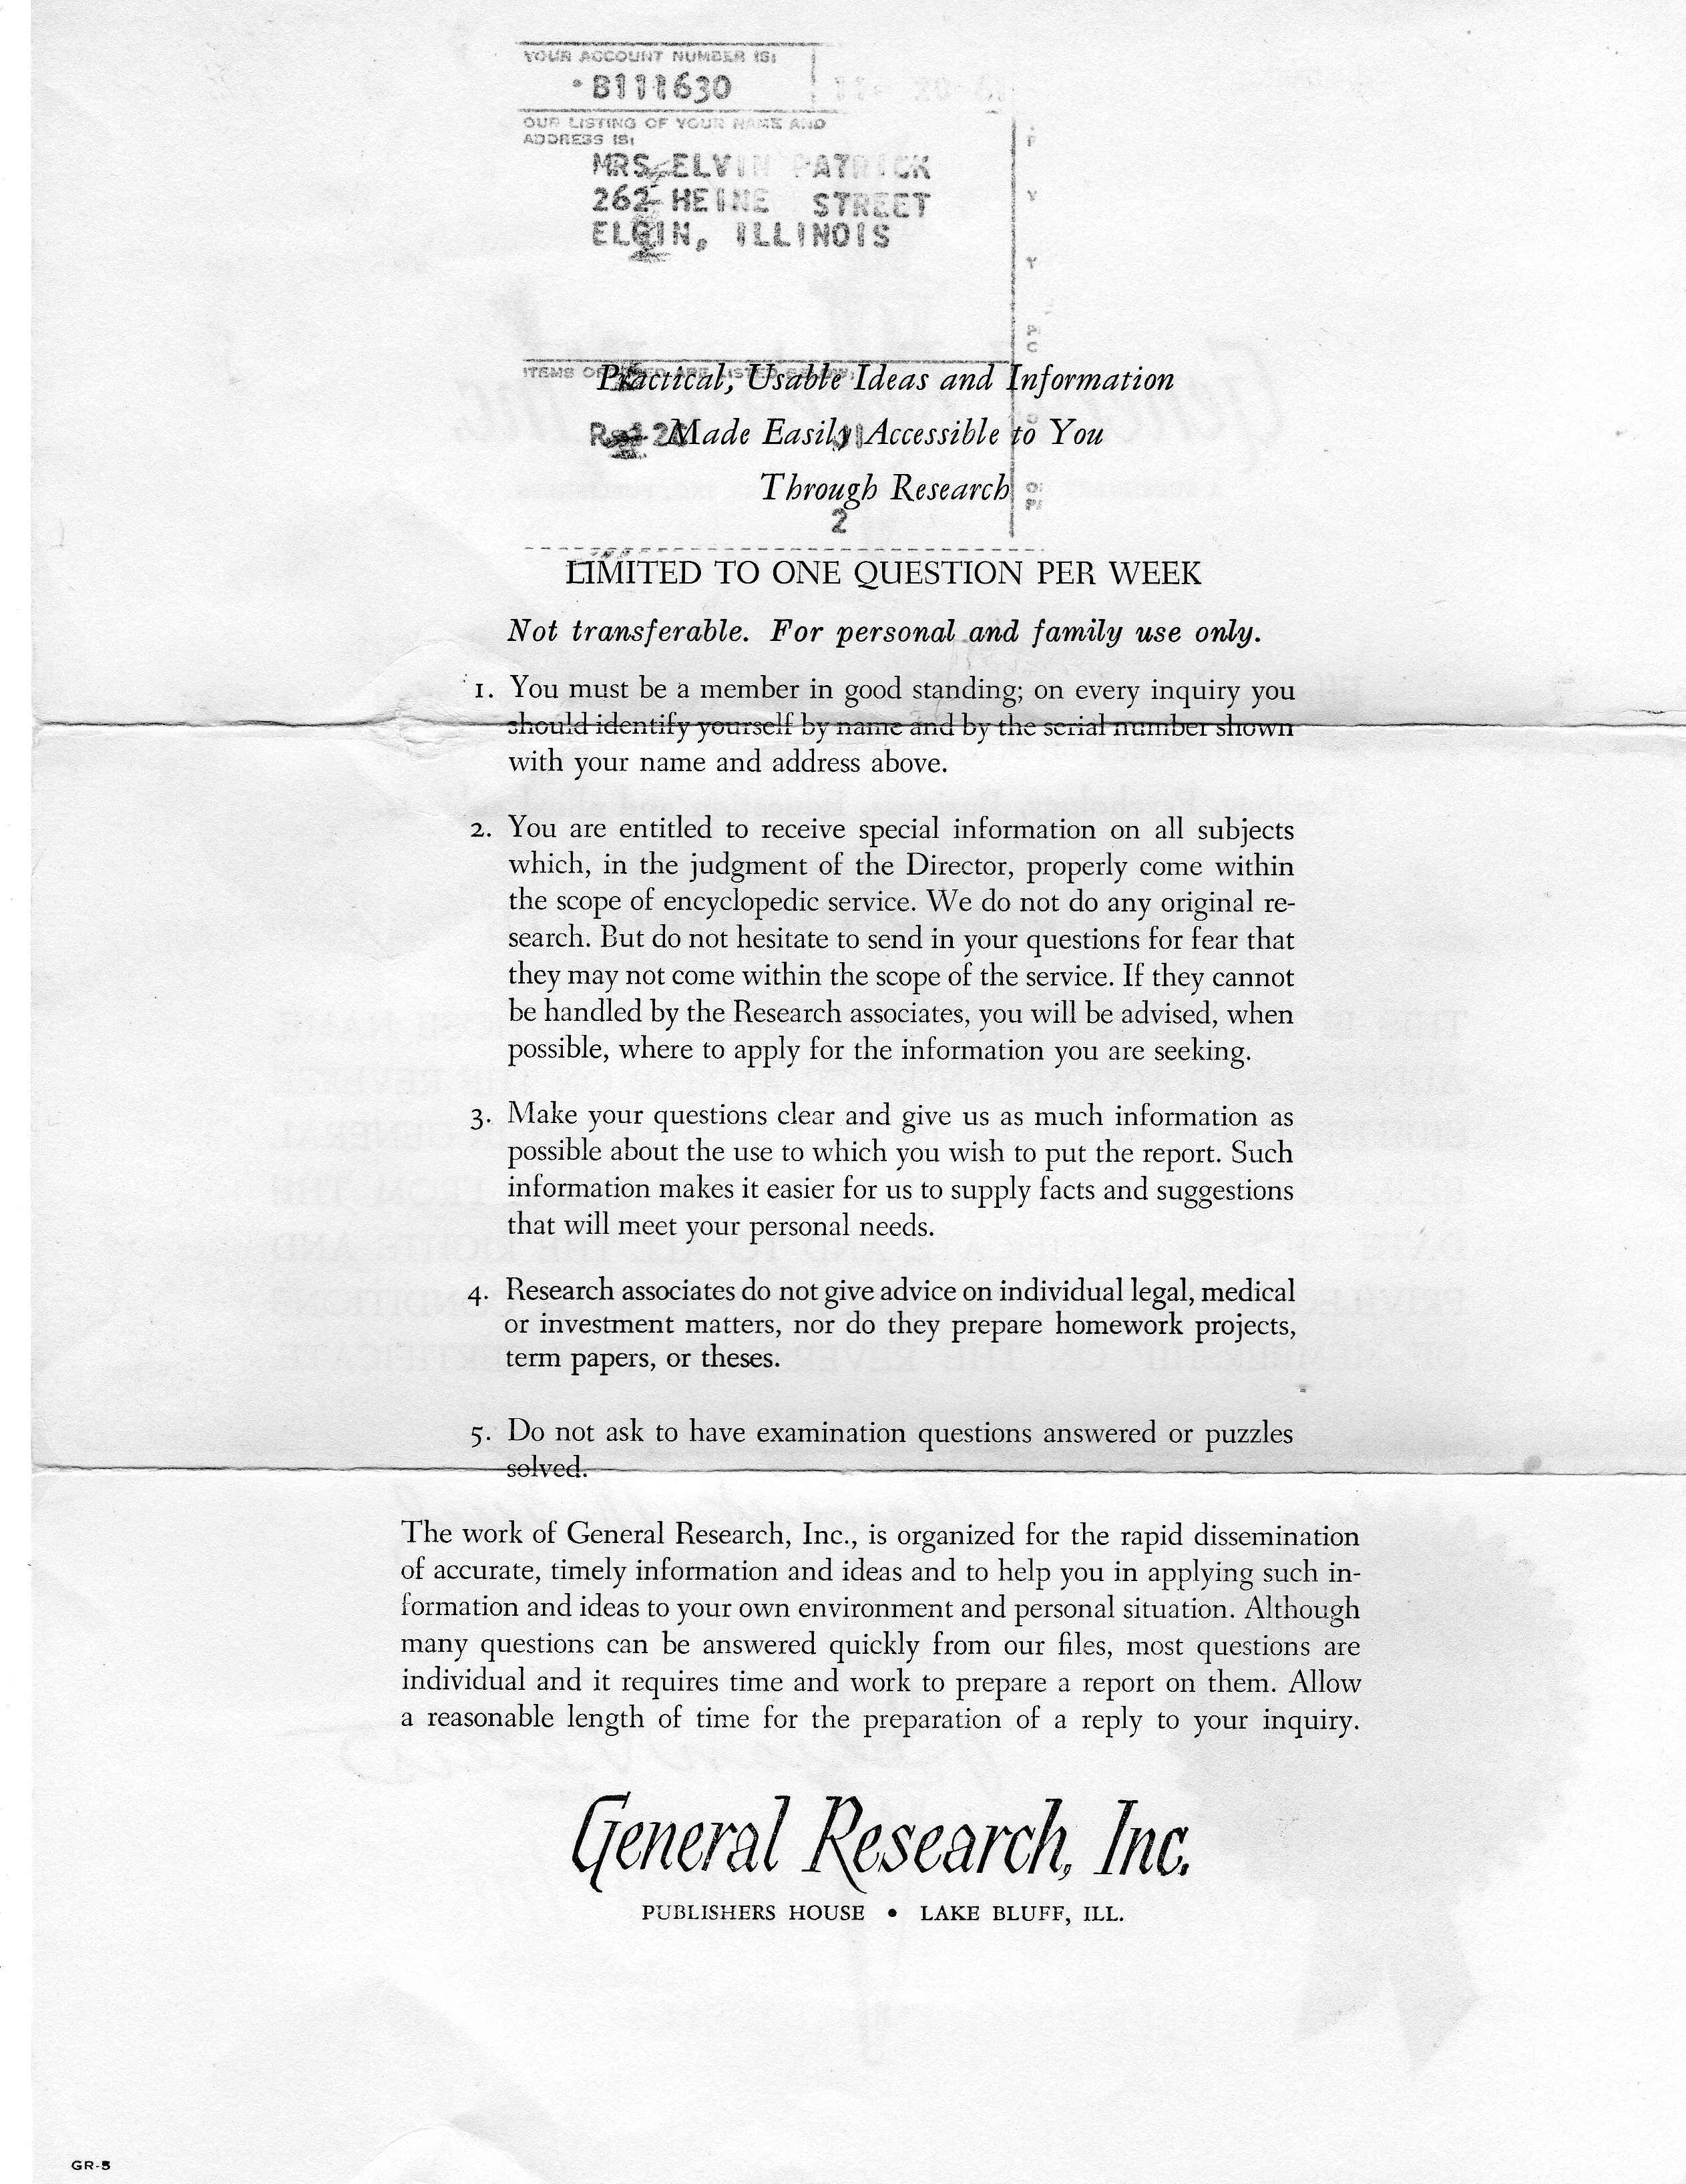 YOUR ACCOUNT NUMBER IS:
B111630
OUR LISTING OF YOUR NAME AND
ADDRESS IS:
MRS ELVIN PATRICK
262 HEINE STREET
ELGIN, ILLINOIS
Practical, Usable Ideas and Information
Made Easily Accessible to You
Through Research
2
LIMITED TO ONE QUESTION PER WEEK
Not transferable. For personal and family use only.
1. You must be a member in good standing; on every inquiry you
should identify yourself by name and by the serial number shown
with your name and address above.
2. You are entitled to receive special information on all subjects
which, in the judgment of the Director, properly come within
the scope of encyclopedic service. We do not do any original re-
search. But do not hesitate to send in your questions for fear that
they may not come within the scope of the service. If they cannot
be handled by the Research associates, you will be advised, when
possible, where to apply for the information you are seeking.
3. Make your questions clear and give us as much information as
possible about the use to which you wish to put the report. Such
information makes it easier for us to supply facts and suggestions
that will meet your personal needs.
4. Research associates do not give advice on individual legal, medical
or investment matters, nor do they prepare homework projects,
term papers, or theses.
5. Do not ask to have examination questions answered or puzzles
solved.
The work of General Research, Inc., is organized for the rapid dissemination
of accurate, timely information and ideas and to help you in applying such in-
formation and ideas to your own environment and personal situation. Although
many questions can be answered quickly from our files, most questions are
individual and it requires time and work to prepare a report on them. Allow
a reasonable length of time for the preparation of a reply to your inquiry.
General Research, Inc.
PUBLISHERS HOUSE • LAKE BLUFF, ILL.
GR-5